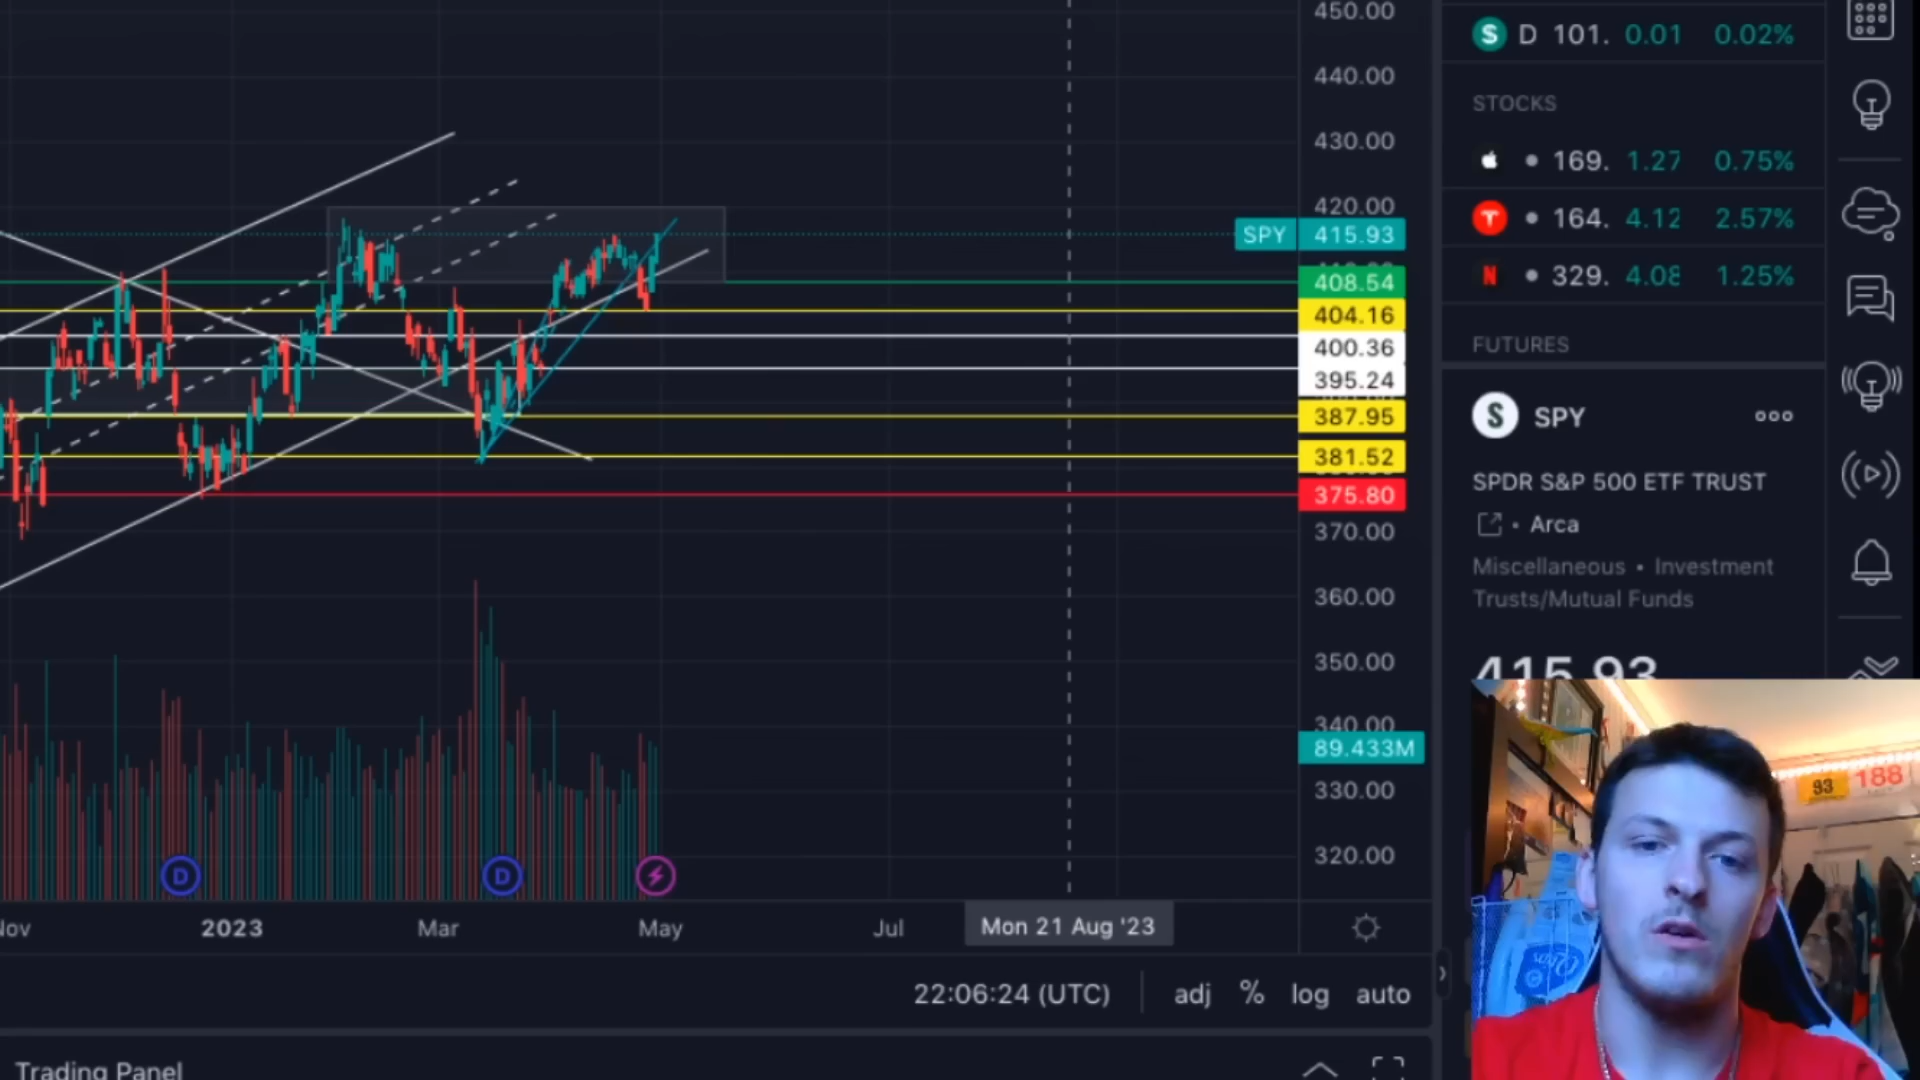 450.00
440.00
430.00
420.00
SPY 415.93
408.54
404.16
400.36
395.24
387.95
381.52
375.80
370.00
360.00
350.00
340.00
89.433M
330.00
320.00
D D
Nov 2023 Mar May Jul Mon 21 Aug '23
22:06:24 (UTC) adj % log auto
Trading Panel
S D 101. 0.01 0.02%
STOCKS
169. 1.27 0.75%
T 164. 4.12 2.57%
N 329. 4.08 1.25%
FUTURES
S SPY
SPDR S&P 500 ETF TRUST
• Arca
Miscellaneous • Investment
Trusts/Mutual Funds
415.93
93 188